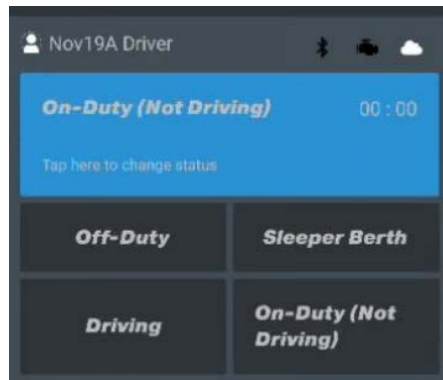 Nov19A Driver
On-Duty (Not Driving) 00 : 00
Tap here to change status
Off-Duty Sleeper Berth
Driving On-Duty (Not
Driving)